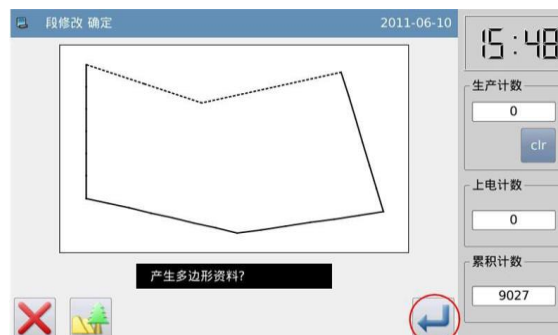 段修改 确定 2011-06-10
15:48
生产计数
0
clr
上电计数
0
累积计数
9027
产生多边形资料?